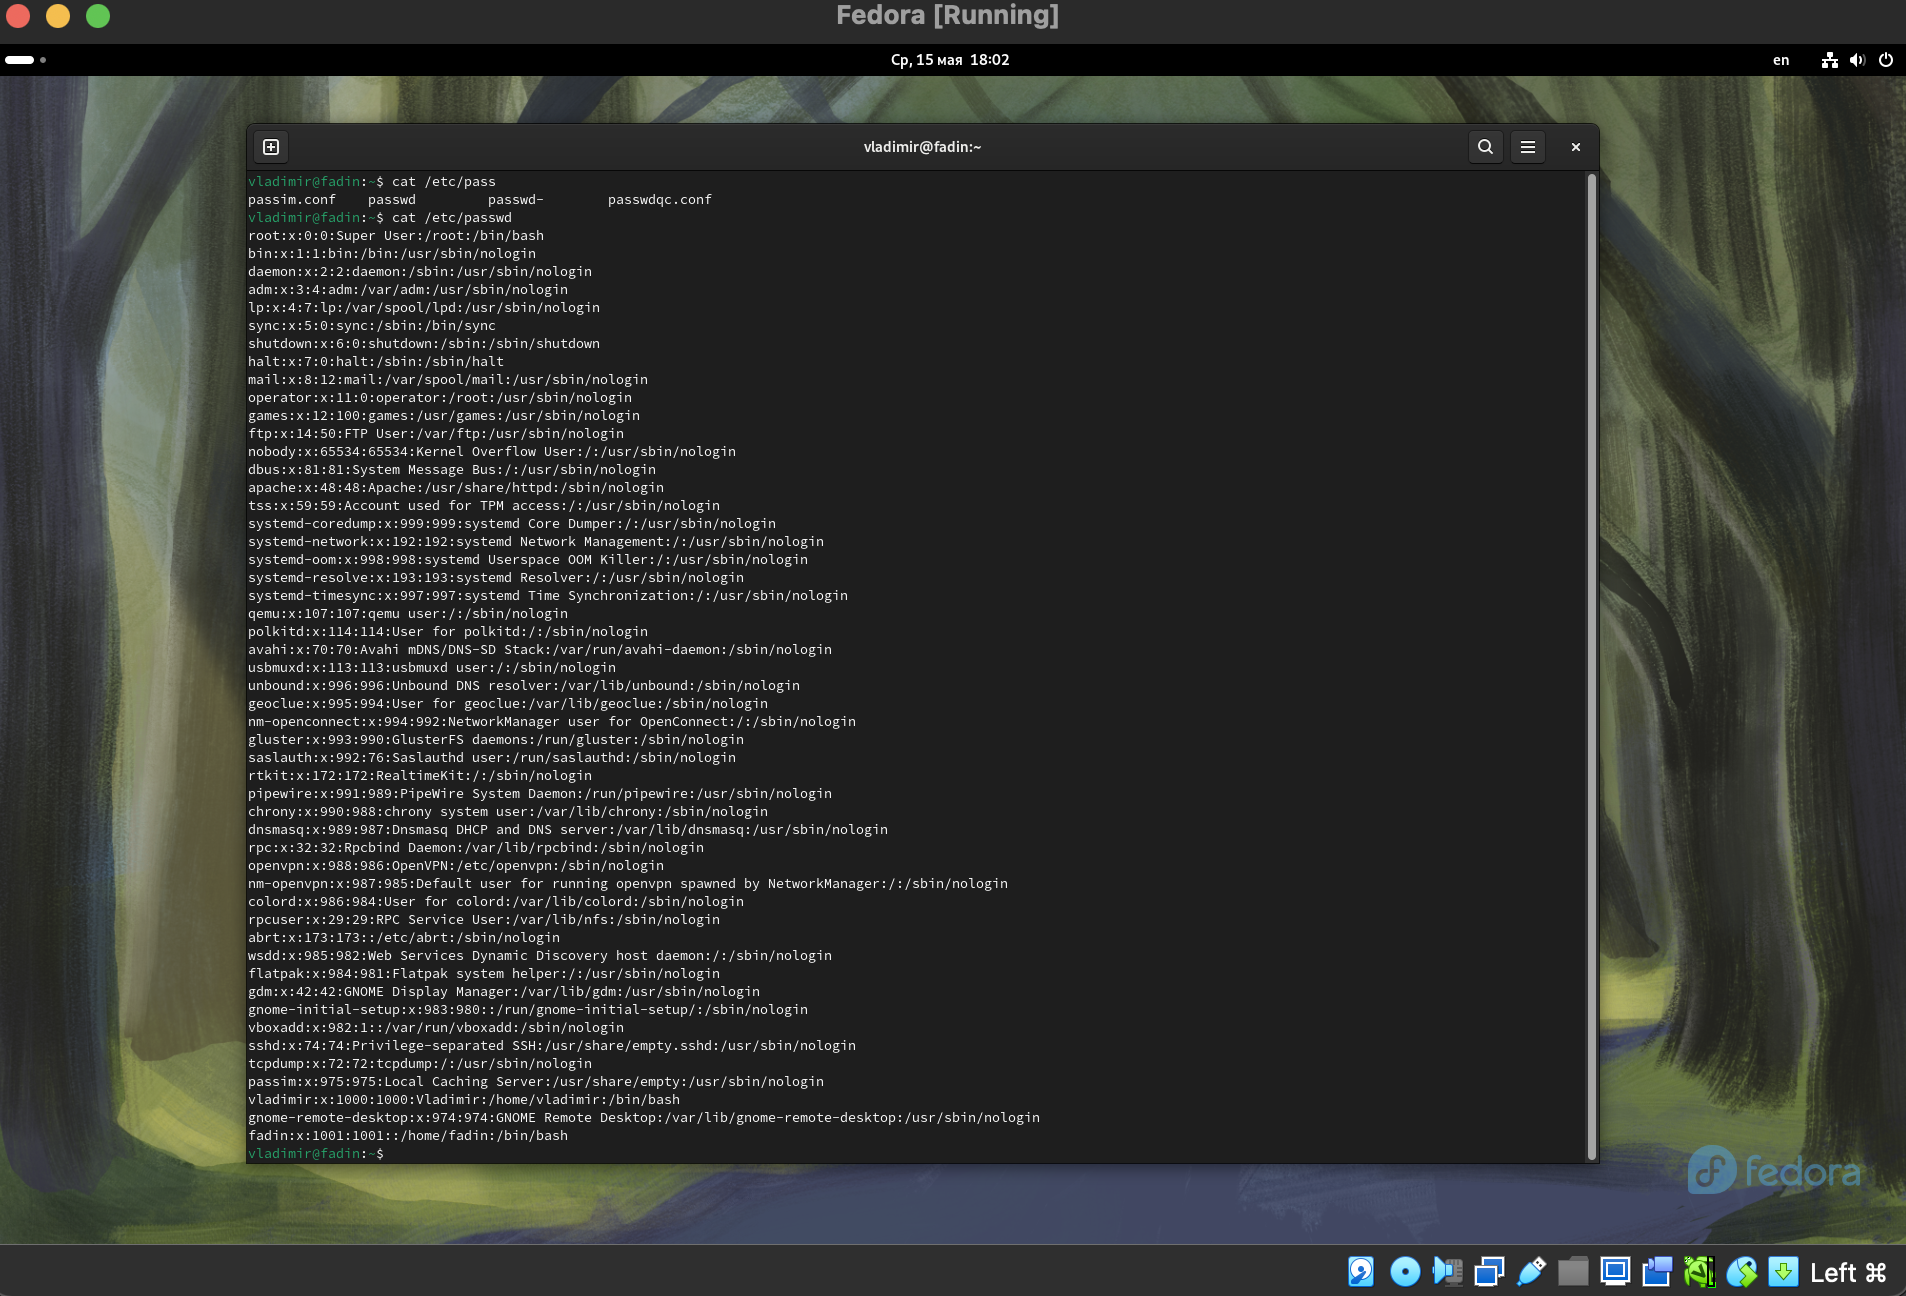 Fedora [Running]
Ср, 15 мая 18:02
en
vladimir@fadin:~
vladimir@fadin:~$ cat /etc/pass
passim.conf    passwd         passwd-        passwdqc.conf
vladimir@fadin:~$ cat /etc/passwd
root:x:0:0:Super User:/root:/bin/bash
bin:x:1:1:bin:/bin:/usr/sbin/nologin
daemon:x:2:2:daemon:/sbin:/usr/sbin/nologin
adm:x:3:4:adm:/var/adm:/usr/sbin/nologin
lp:x:4:7:lp:/var/spool/lpd:/usr/sbin/nologin
sync:x:5:0:sync:/sbin:/bin/sync
shutdown:x:6:0:shutdown:/sbin:/sbin/shutdown
halt:x:7:0:halt:/sbin:/sbin/halt
mail:x:8:12:mail:/var/spool/mail:/usr/sbin/nologin
operator:x:11:0:operator:/root:/usr/sbin/nologin
games:x:12:100:games:/usr/games:/usr/sbin/nologin
ftp:x:14:50:FTP User:/var/ftp:/usr/sbin/nologin
nobody:x:65534:65534:Kernel Overflow User:/:/usr/sbin/nologin
dbus:x:81:81:System Message Bus:/:/usr/sbin/nologin
apache:x:48:48:Apache:/usr/share/httpd:/sbin/nologin
tss:x:59:59:Account used for TPM access:/:/usr/sbin/nologin
systemd-coredump:x:999:999:systemd Core Dumper:/:/usr/sbin/nologin
systemd-network:x:192:192:systemd Network Management:/:/usr/sbin/nologin
systemd-oom:x:998:998:systemd Userspace OOM Killer:/:/usr/sbin/nologin
systemd-resolve:x:193:193:systemd Resolver:/:/usr/sbin/nologin
systemd-timesync:x:997:997:systemd Time Synchronization:/:/usr/sbin/nologin
qemu:x:107:107:qemu user:/:/sbin/nologin
polkitd:x:114:114:User for polkitd:/:/sbin/nologin
avahi:x:70:70:Avahi mDNS/DNS-SD Stack:/var/run/avahi-daemon:/sbin/nologin
usbmuxd:x:113:113:usbmuxd user:/:/sbin/nologin
unbound:x:996:996:Unbound DNS resolver:/var/lib/unbound:/sbin/nologin
geoclue:x:995:994:User for geoclue:/var/lib/geoclue:/sbin/nologin
nm-openconnect:x:994:992:NetworkManager user for OpenConnect:/:/sbin/nologin
gluster:x:993:990:GlusterFS daemons:/run/gluster:/sbin/nologin
saslauth:x:992:76:Saslauthd user:/run/saslauthd:/sbin/nologin
rtkit:x:172:172:RealtimeKit:/:/sbin/nologin
pipewire:x:991:989:PipeWire System Daemon:/run/pipewire:/usr/sbin/nologin
chrony:x:990:988:chrony system user:/var/lib/chrony:/sbin/nologin
dnsmasq:x:989:987:Dnsmasq DHCP and DNS server:/var/lib/dnsmasq:/usr/sbin/nologin
rpc:x:32:32:Rpcbind Daemon:/var/lib/rpcbind:/sbin/nologin
openvpn:x:988:986:OpenVPN:/etc/openvpn:/sbin/nologin
nm-openvpn:x:987:985:Default user for running openvpn spawned by NetworkManager:/:/sbin/nologin
colord:x:986:984:User for colord:/var/lib/colord:/sbin/nologin
rpcuser:x:29:29:RPC Service User:/var/lib/nfs:/sbin/nologin
abrt:x:173:173::/etc/abrt:/sbin/nologin
wsdd:x:985:982:Web Services Dynamic Discovery host daemon:/:/sbin/nologin
flatpak:x:984:981:Flatpak system helper:/:/usr/sbin/nologin
gdm:x:42:42:GNOME Display Manager:/var/lib/gdm:/usr/sbin/nologin
gnome-initial-setup:x:983:980::/run/gnome-initial-setup/:/sbin/nologin
vboxadd:x:982:1::/var/run/vboxadd:/sbin/nologin
sshd:x:74:74:Privilege-separated SSH:/usr/share/empty.sshd:/usr/sbin/nologin
tcpdump:x:72:72:tcpdump:/:/usr/sbin/nologin
passim:x:975:975:Local Caching Server:/usr/share/empty:/usr/sbin/nologin
vladimir:x:1000:1000:Vladimir:/home/vladimir:/bin/bash
gnome-remote-desktop:x:974:974:GNOME Remote Desktop:/var/lib/gnome-remote-desktop:/usr/sbin/nologin
fadin:x:1001:1001::/home/fadin:/bin/bash
vladimir@fadin:~$
fedora
Left ⌘